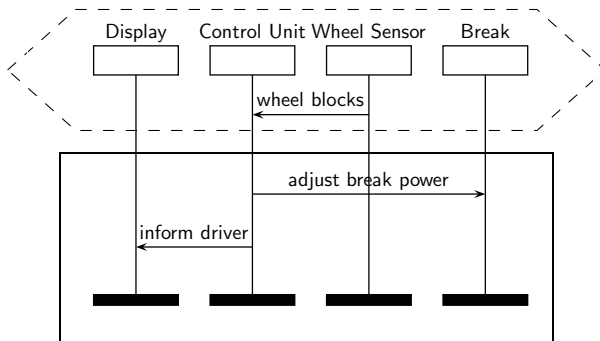 Display Control Unit Wheel Sensor Break
wheel blocks
adjust break power
inform driver